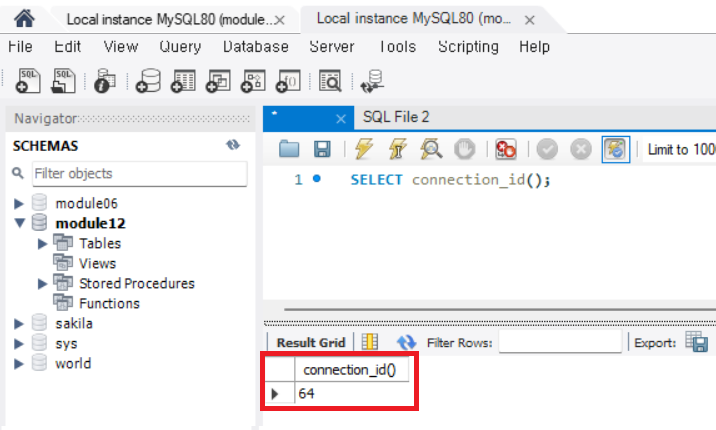 Local instance MySQL80 (module... ×
Local instance MySQL80 (mo... ×
File Edit View Query Database Server Tools Scripting Help
SQL SQL
Navigator
SCHEMAS
Filter objects
module06
module12
Tables
Views
Stored Procedures
Functions
sakila
sys
world
* ×
SQL File 2
Limit to 100
1 SELECT connection_id();
Result Grid Filter Rows: Export:
connection_id()
64